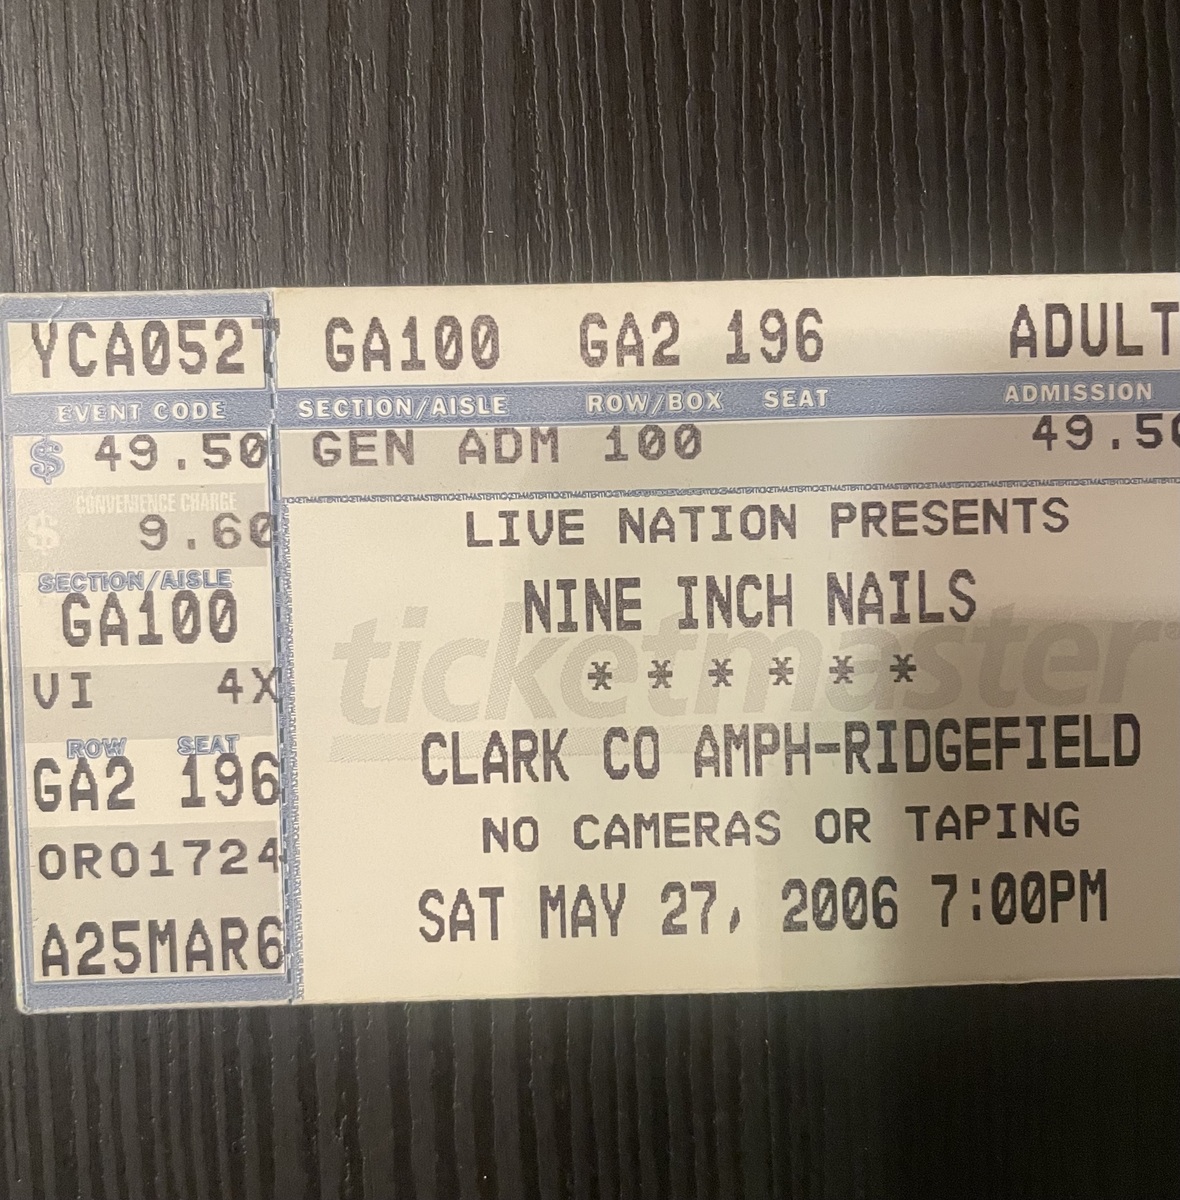 YCA0527 GA100 GA2 196 ADULT
EVENT CODE SECTION/AISLE ROW/BOX SEAT ADMISSION
$ 49.50 GEN ADM 100 49.50
CONVENIENCE CHARGE
$ 9.60
SECTION/AISLE
GA100
VI 4X
ROW SEAT
GA2 196
ORO1724
A25MAR6
LIVE NATION PRESENTS
NINE INCH NAILS
* * * * * *
ticketmaster
CLARK CO AMPH-RIDGEFIELD
NO CAMERAS OR TAPING
SAT MAY 27, 2006 7:00PM